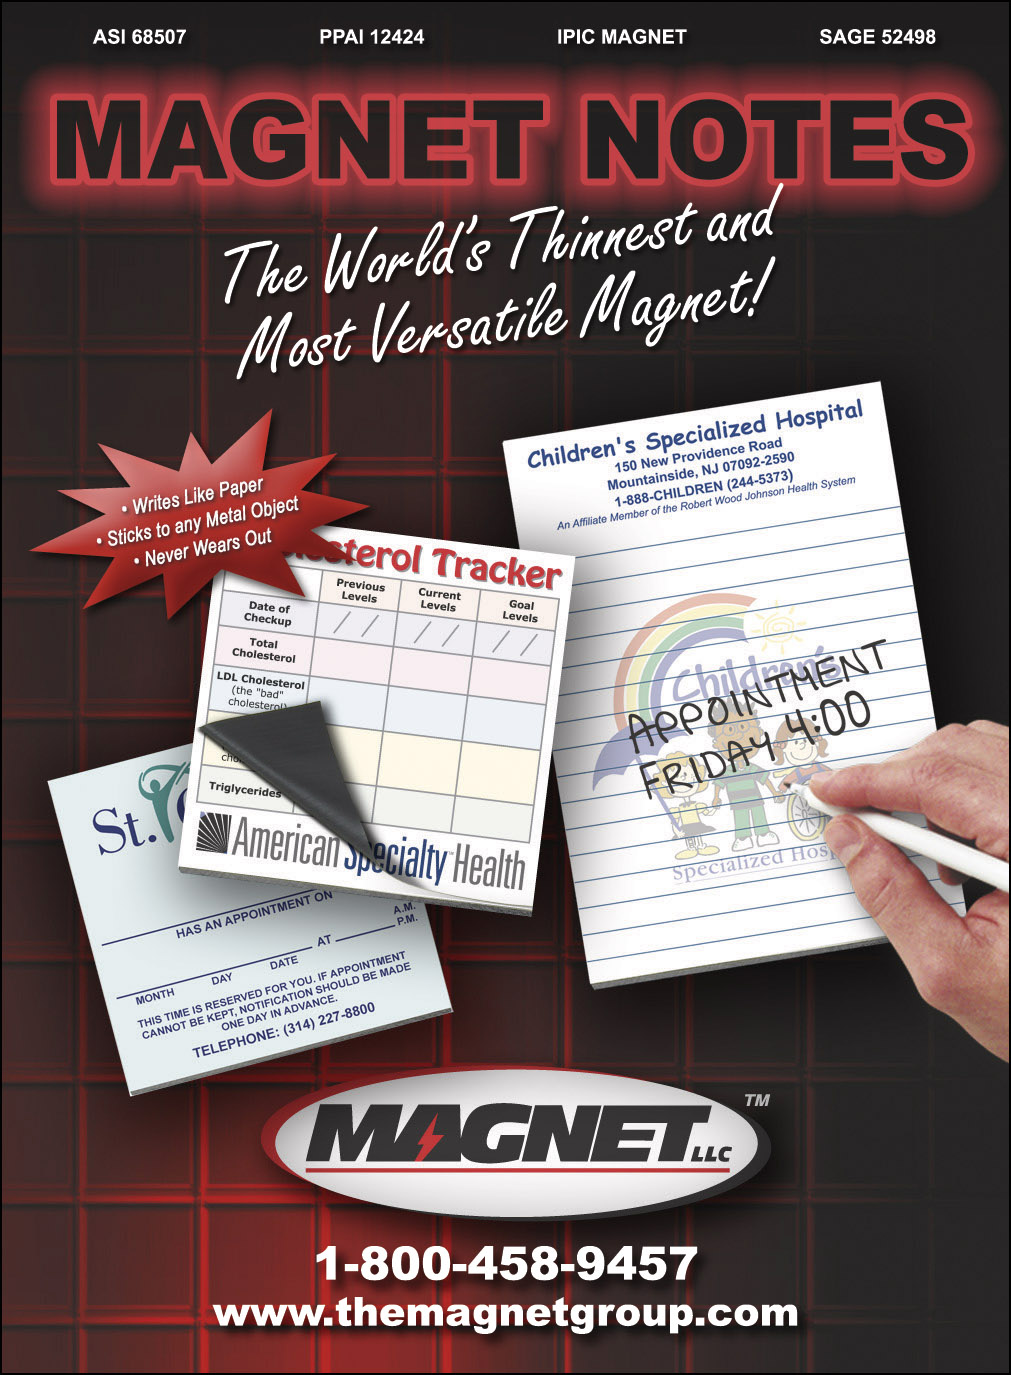 ASI 68507 PPAI 12424 IPIC MAGNET SAGE 52498
MAGNET NOTES
The World's Thinnest and
Most Versatile Magnet!
• Writes Like Paper
• Sticks to any Metal Object
• Never Wears Out
Children's Specialized Hospital
150 New Providence Road
Mountainside, NJ 07092-2590
1-888-CHILDREN (244-5373)
An Affiliate Member of the Robert Wood Johnson Health System
Children's
APPOINTMENT
FRIDAY 4:00
Specialized
Tracker
Previous Levels Current Levels Goal Levels
Date of Checkup / / / / / /
Total Cholesterol
LDL Cholesterol
(the "bad"
cholesterol)
Triglycerides
American Specialty Health
St.
HAS AN APPOINTMENT ON
A.M.
AT P.M.
MONTH DAY DATE
THIS TIME IS RESERVED FOR YOU. IF APPOINTMENT
CANNOT BE KEPT, NOTIFICATION SHOULD BE MADE
ONE DAY IN ADVANCE.
TELEPHONE: (314) 227-8800
MAGNET LLC TM
1-800-458-9457
www.themagnetgroup.com